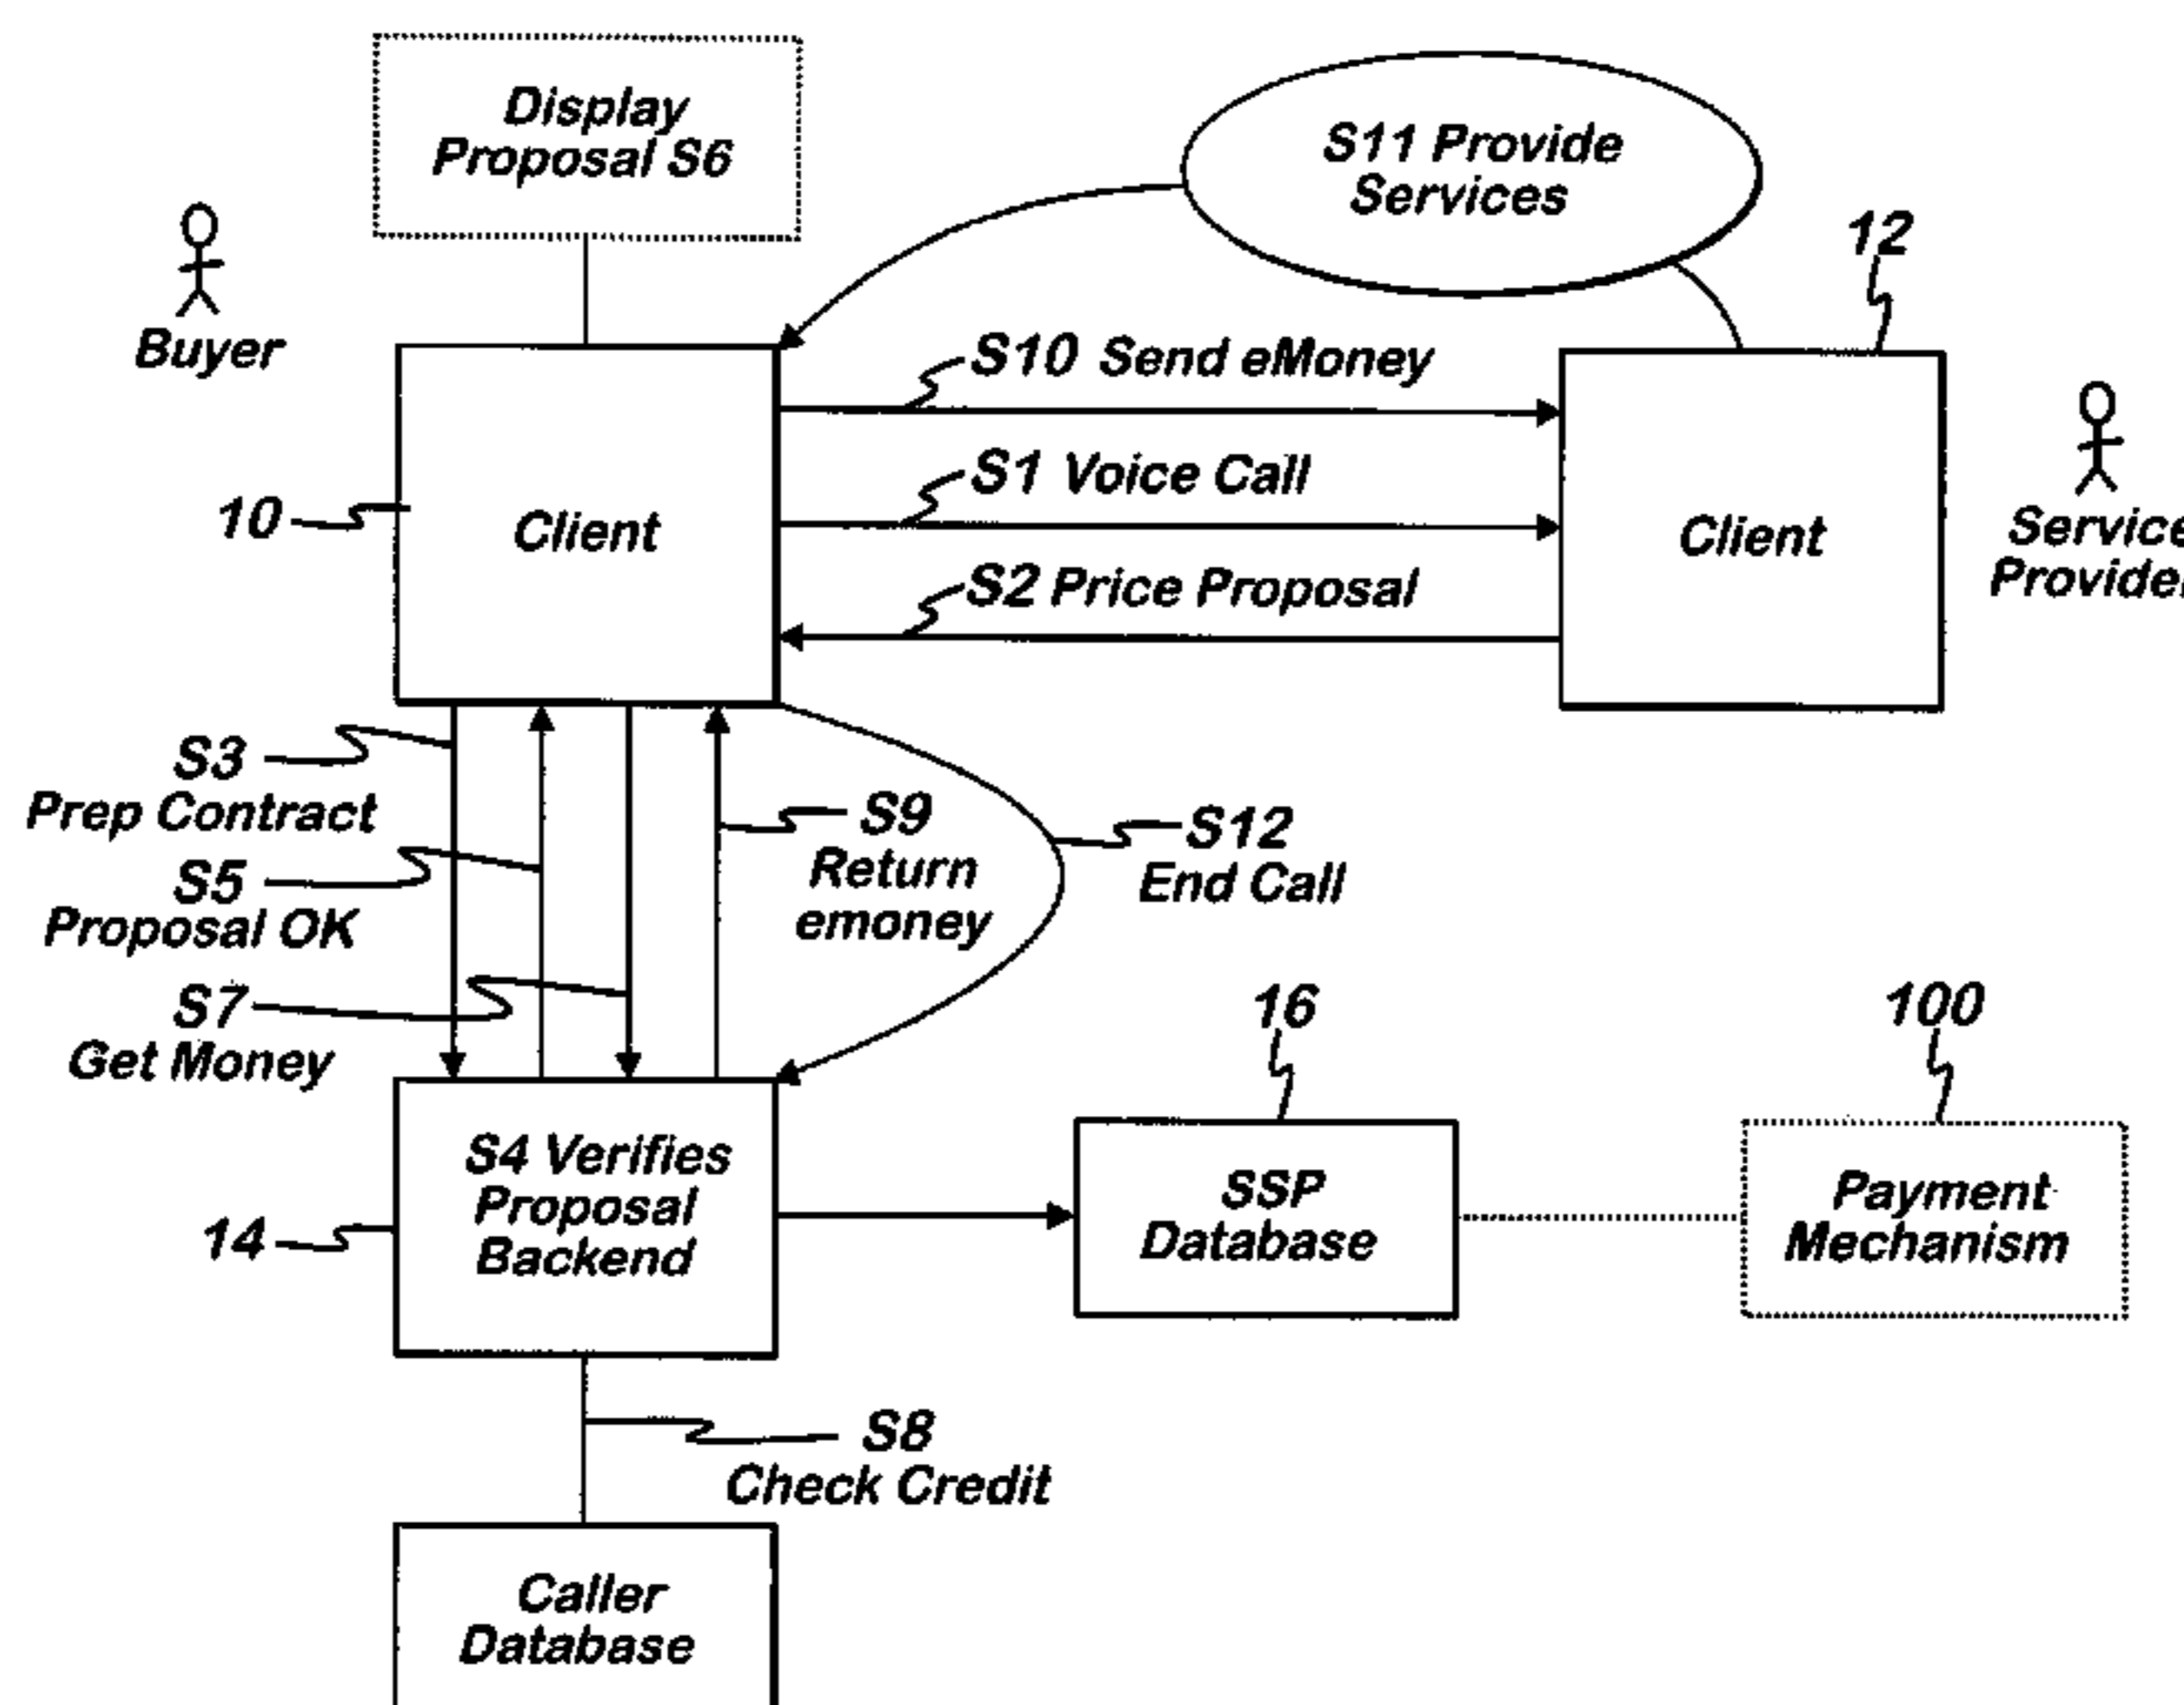 Display
Proposal S6
S11 Provide
Services
12
Buyer
S10 Send eMoney
S1 Voice Call
10
Client
Client
Service
Provider
S2 Price Proposal
S3
Prep Contract
S9
Return
emoney
S12
End Call
S5
Proposal OK
S7
Get Money
16
100
S4 Verifies
Proposal
Backend
14
SSP
Database
Payment
Mechanism
S8
Check Credit
Caller
Database